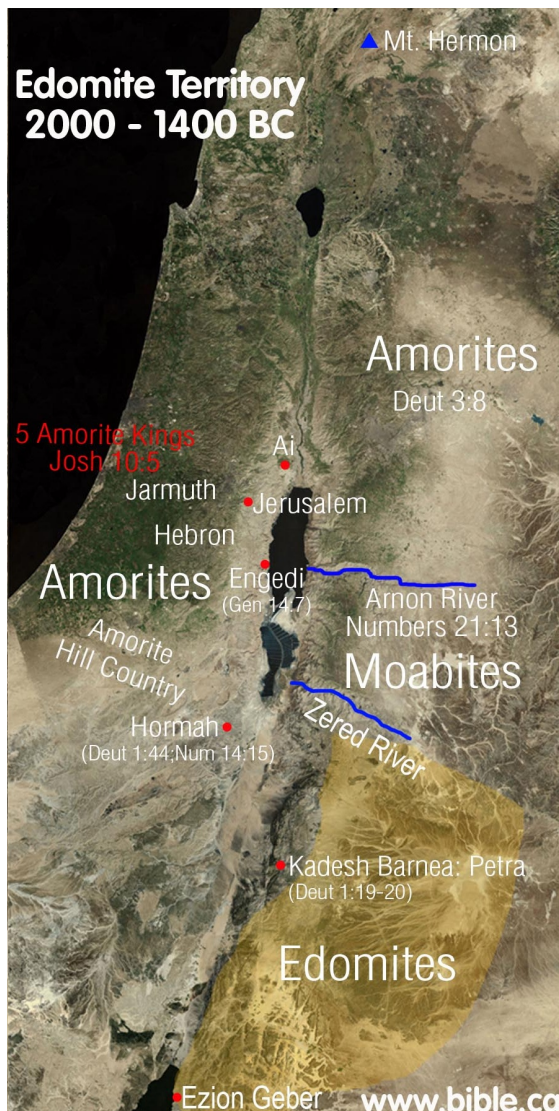 Mt. Hermon
Edomite Territory
2000 - 1400 BC
Amorites
Deut 3:8
5 Amorite Kings
Josh 10:5
Ai
Jarmuth
Jerusalem
Hebron
Engedi
(Gen 14:7)
Amorites
Arnon River
Numbers 21:13
Amorite
Hill Country
Moabites
Zered River
Hormah
(Deut 1:44;Num 14:15)
Kadesh Barnea: Petra
(Deut 1:19-20)
Edomites
Ezion Geber
www.bible.c